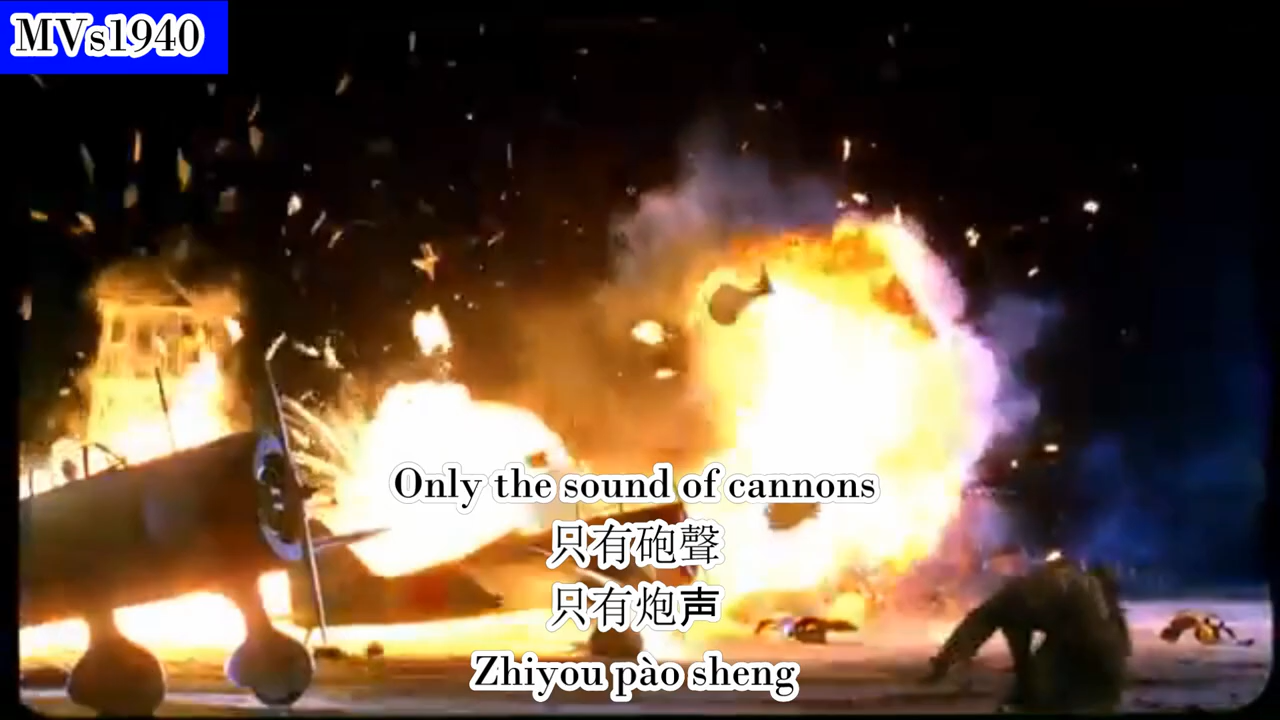 MVs1940
Only the sound of cannons
只有砲聲
只有炮声
Zhiyou pào sheng